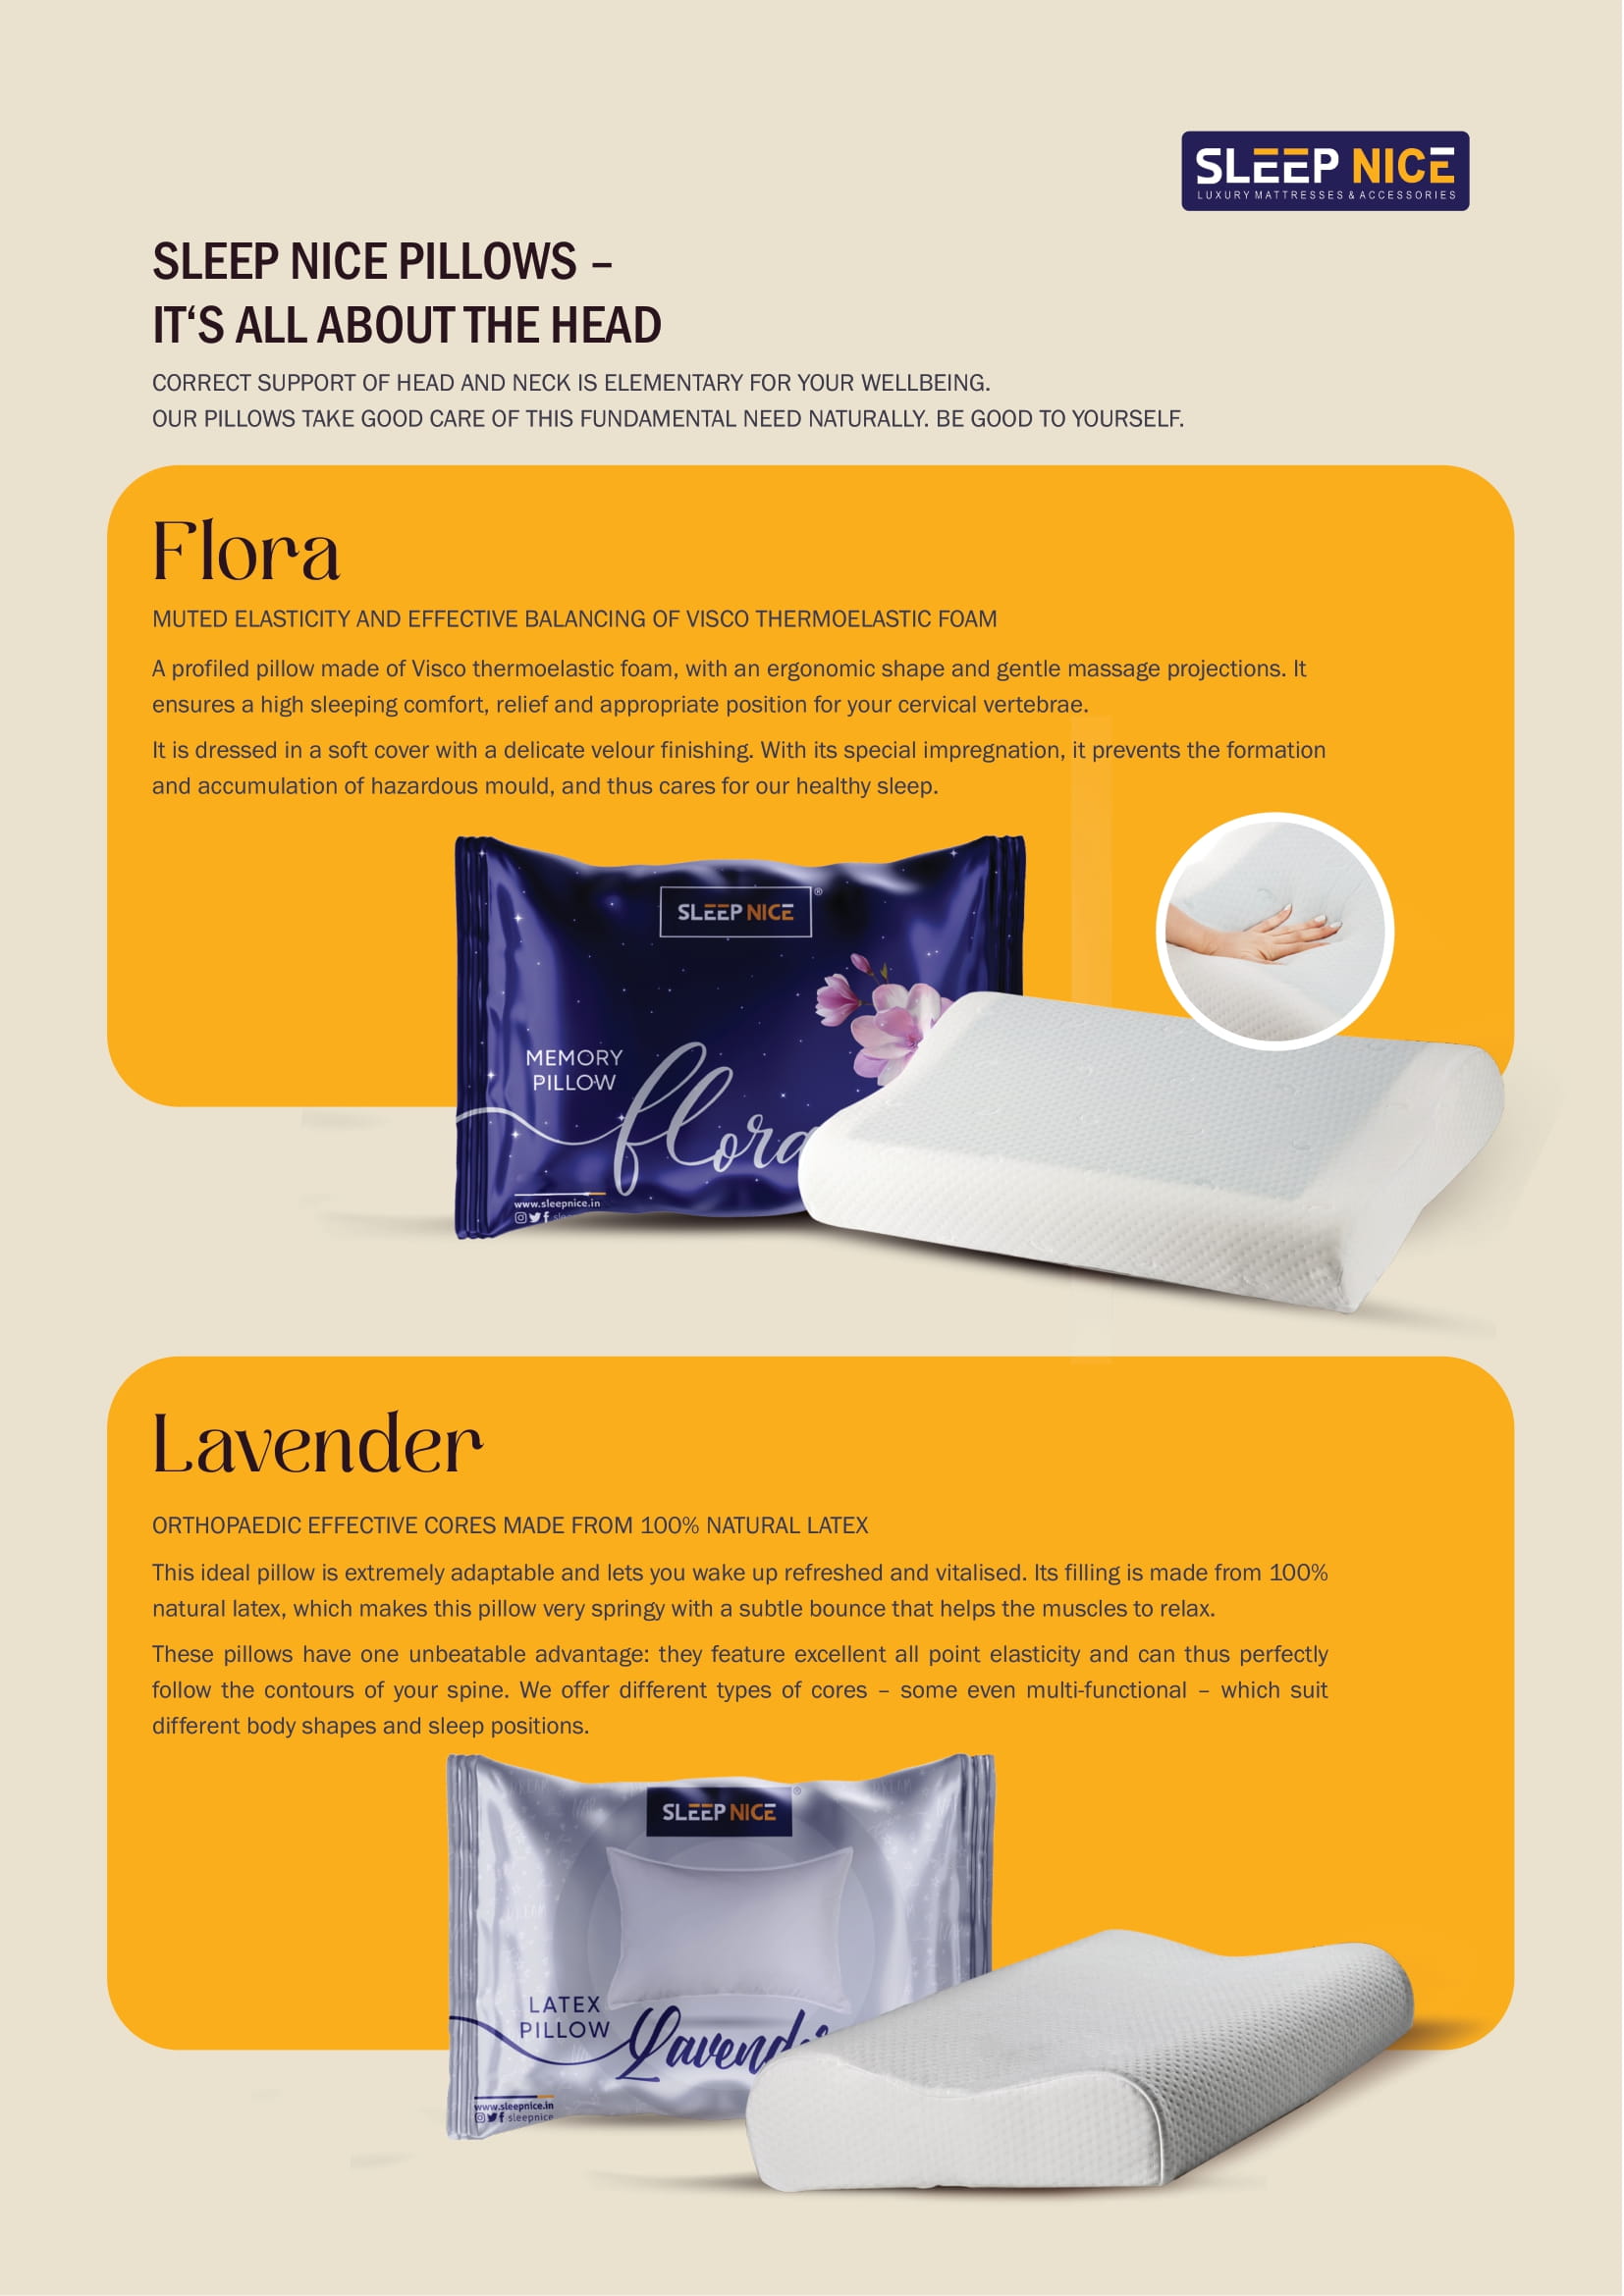 SLEEP NICE
LUXURY MATTRESSES & ACCESSORIES
SLEEP NICE PILLOWS –
IT‘S ALL ABOUT THE HEAD
CORRECT SUPPORT OF HEAD AND NECK IS ELEMENTARY FOR YOUR WELLBEING.
OUR PILLOWS TAKE GOOD CARE OF THIS FUNDAMENTAL NEED NATURALLY. BE GOOD TO YOURSELF.
Flora
MUTED ELASTICITY AND EFFECTIVE BALANCING OF VISCO THERMOELASTIC FOAM
A profiled pillow made of Visco thermoelastic foam, with an ergonomic shape and gentle massage projections. It
ensures a high sleeping comfort, relief and appropriate position for your cervical vertebrae.
It is dressed in a soft cover with a delicate velour finishing. With its special impregnation, it prevents the formation
and accumulation of hazardous mould, and thus cares for our healthy sleep.
SLEEP NICE ®
MEMORY
PILLOW
flora
www.sleepnice.in
Lavender
ORTHOPAEDIC EFFECTIVE CORES MADE FROM 100% NATURAL LATEX
This ideal pillow is extremely adaptable and lets you wake up refreshed and vitalised. Its filling is made from 100%
natural latex, which makes this pillow very springy with a subtle bounce that helps the muscles to relax.
These pillows have one unbeatable advantage: they feature excellent all point elasticity and can thus perfectly
follow the contours of your spine. We offer different types of cores – some even multi-functional – which suit
different body shapes and sleep positions.
SLEEP NICE ®
LATEX
PILLOW
Lavender
www.sleepnice.in
sleepnice